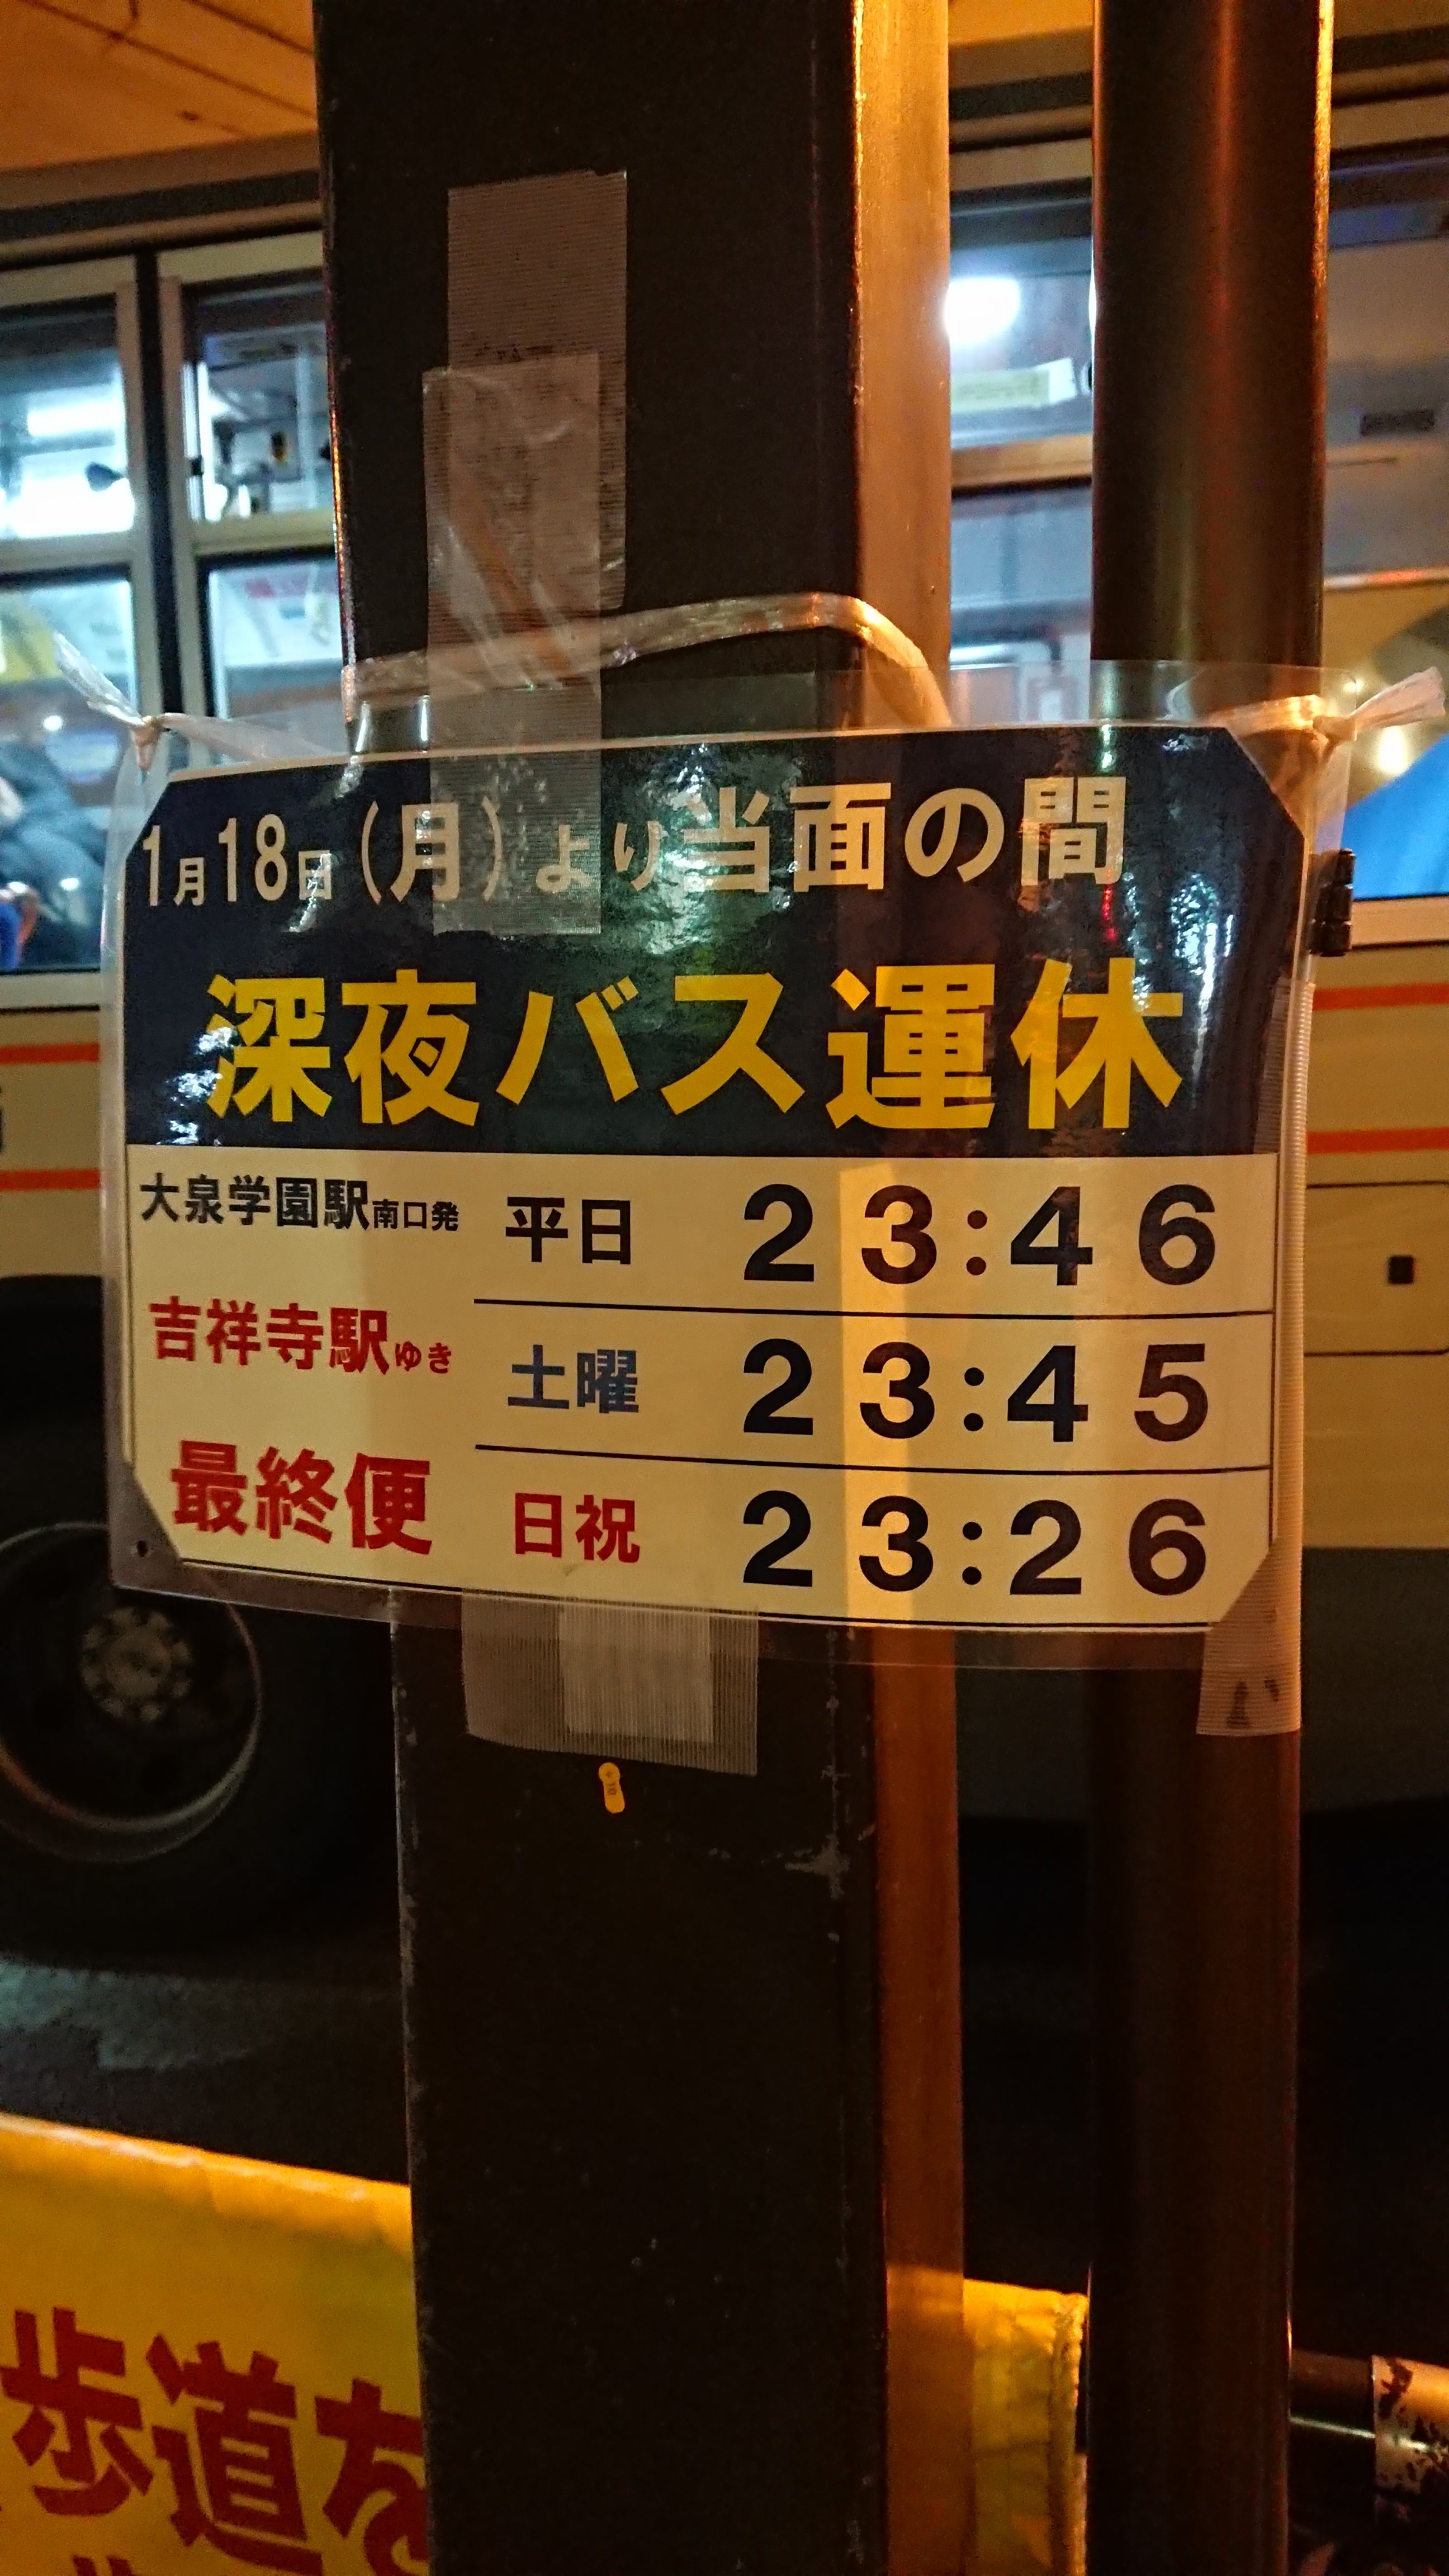 1月18日（月）より当面の間
深夜バス運休
大泉学園駅南口発
吉祥寺駅ゆき
最終便
平日 23:46
土曜 23:45
日祝 23:26
歩道な